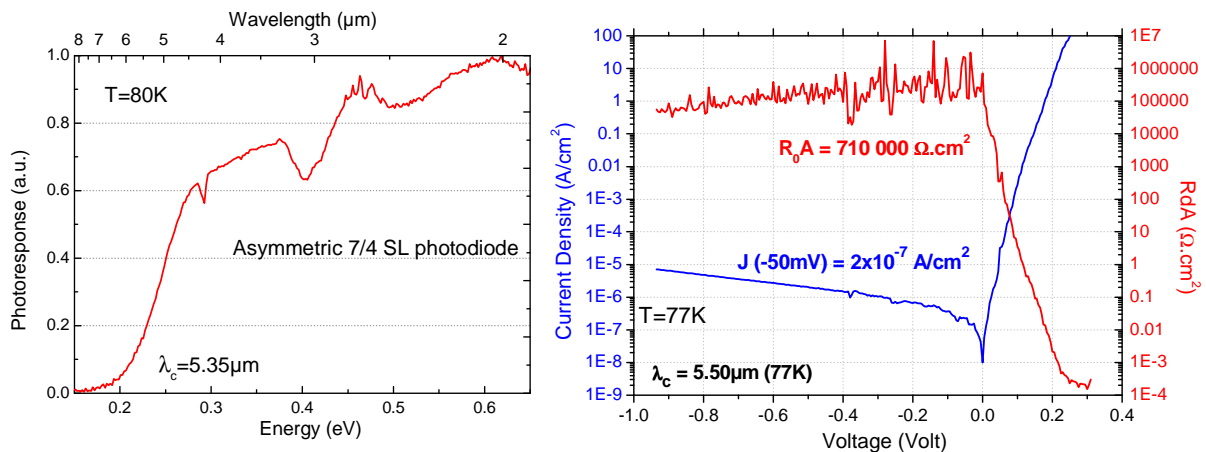 Wavelength (µm)
8 7 6 5 4 3 2
1.0
0.8
0.6
0.4
0.2
0.0
Photoresponse (a.u.)
T=80K
Asymmetric 7/4 SL photodiode
λc=5.35µm
0.2 0.3 0.4 0.5 0.6
Energy (eV)
100
10
1
0.1
0.01
1E-3
1E-4
1E-5
1E-6
1E-7
1E-8
1E-9
Current Density (A/cm²)
R₀A = 710 000 Ω.cm²
J (-50mV) = 2x10⁻⁷ A/cm²
T=77K
λc = 5.50µm (77K)
-1.0 -0.8 -0.6 -0.4 -0.2 0.0 0.2 0.4
Voltage (Volt)
1E7
1000000
100000
10000
1000
100
10
1
0.1
0.01
1E-3
1E-4
RdA (Ω.cm²)